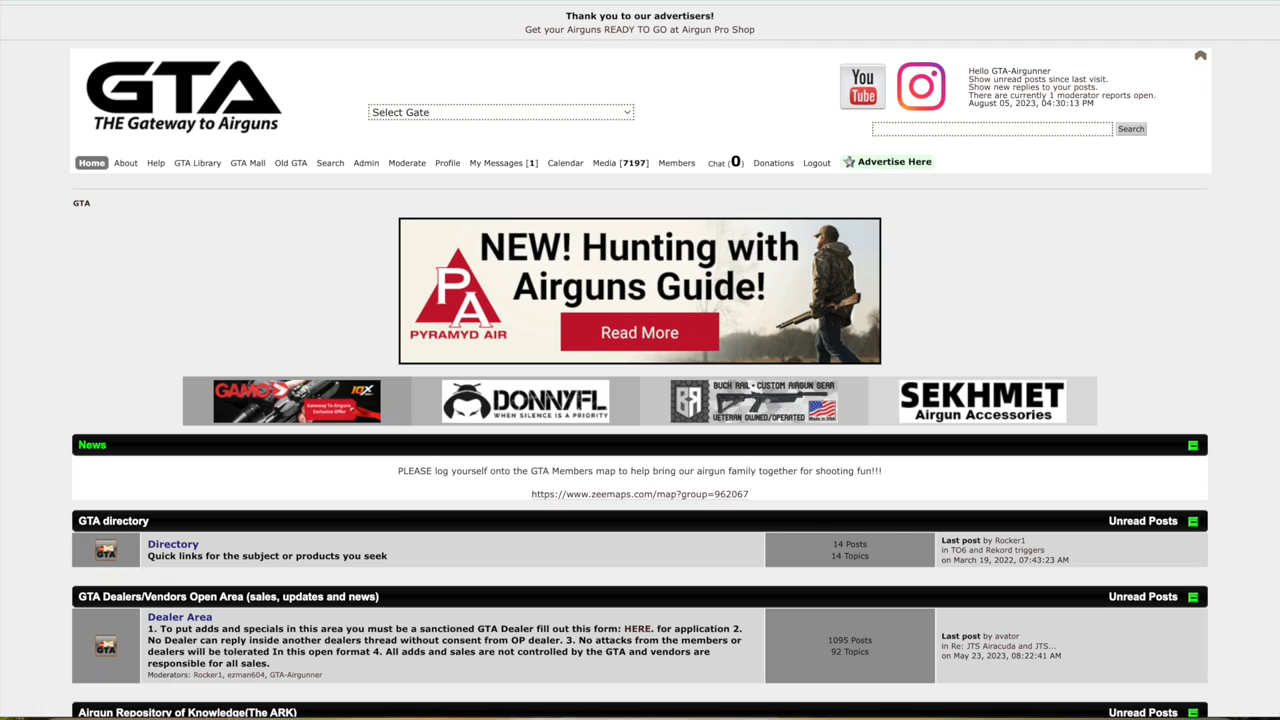 Thank you to our advertisers!
Get your Airguns READY TO GO at Airgun Pro Shop
GTA
THE Gateway to Airguns
Select Gate
You
Tube
Hello GTA-Airgunner
Show unread posts since last visit.
Show new replies to your posts.
There are currently 1 moderator reports open.
August 05, 2023, 04:30:13 PM
Search
Home About Help GTA Library GTA Mall Old GTA Search Admin Moderate Profile My Messages [1] Calendar Media [7197] Members Chat (0) Donations Logout Advertise Here
GTA
NEW! Hunting with
Airguns Guide!
PA
PYRAMYD AIR
Read More
GAMO 10X
Gateway To Airguns
Exclusive Offer
DONNYFL
WHEN SILENCE IS A PRIORITY
BR
BUCK RAIL • CUSTOM AIRGUN GEAR
VETERAN OWNED/OPERATED
SEKHMET
Airgun Accessories
News
PLEASE log yourself onto the GTA Members map to help bring our airgun family together for shooting fun!!!
https://www.zeemaps.com/map?group=962067
GTA directory Unread Posts
Directory
Quick links for the subject or products you seek
14 Posts
14 Topics
Last post by Rocker1
in TO6 and Rekord triggers
on March 19, 2022, 07:43:23 AM
GTA Dealers/Vendors Open Area (sales, updates and news) Unread Posts
Dealer Area
1. To put adds and specials in this area you must be a sanctioned GTA Dealer fill out this form: HERE. for application 2.
No Dealer can reply inside another dealers thread without consent from OP dealer. 3. No attacks from the members or
dealers will be tolerated In this open format 4. All adds and sales are not controlled by the GTA and vendors are
responsible for all sales.
Moderators: Rocker1, ezman604, GTA-Airgunner
1095 Posts
92 Topics
Last post by avator
in Re: JTS Airacuda and JTS...
on May 23, 2023, 08:22:41 AM
Airgun Repository of Knowledge(The ARK) Unread Posts